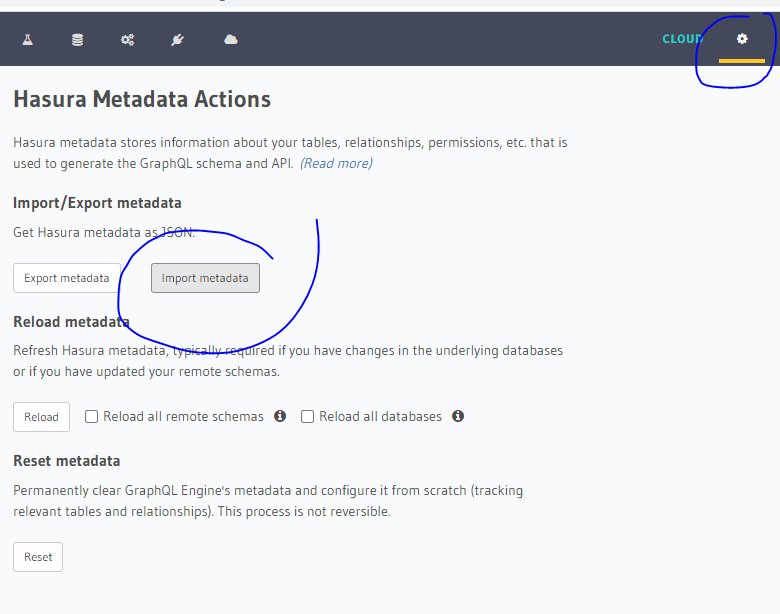 CLOUD
Hasura Metadata Actions
Hasura metadata stores information about your tables, relationships, permissions, etc. that is
used to generate the GraphQL schema and API. (Read more)
Import/Export metadata
Get Hasura metadata as JSON.
Export metadata Import metadata
Reload metadata
Refresh Hasura metadata, typically required if you have changes in the underlying databases
or if you have updated your remote schemas.
Reload Reload all remote schemas Reload all databases
Reset metadata
Permanently clear GraphQL Engine's metadata and configure it from scratch (tracking
relevant tables and relationships). This process is not reversible.
Reset